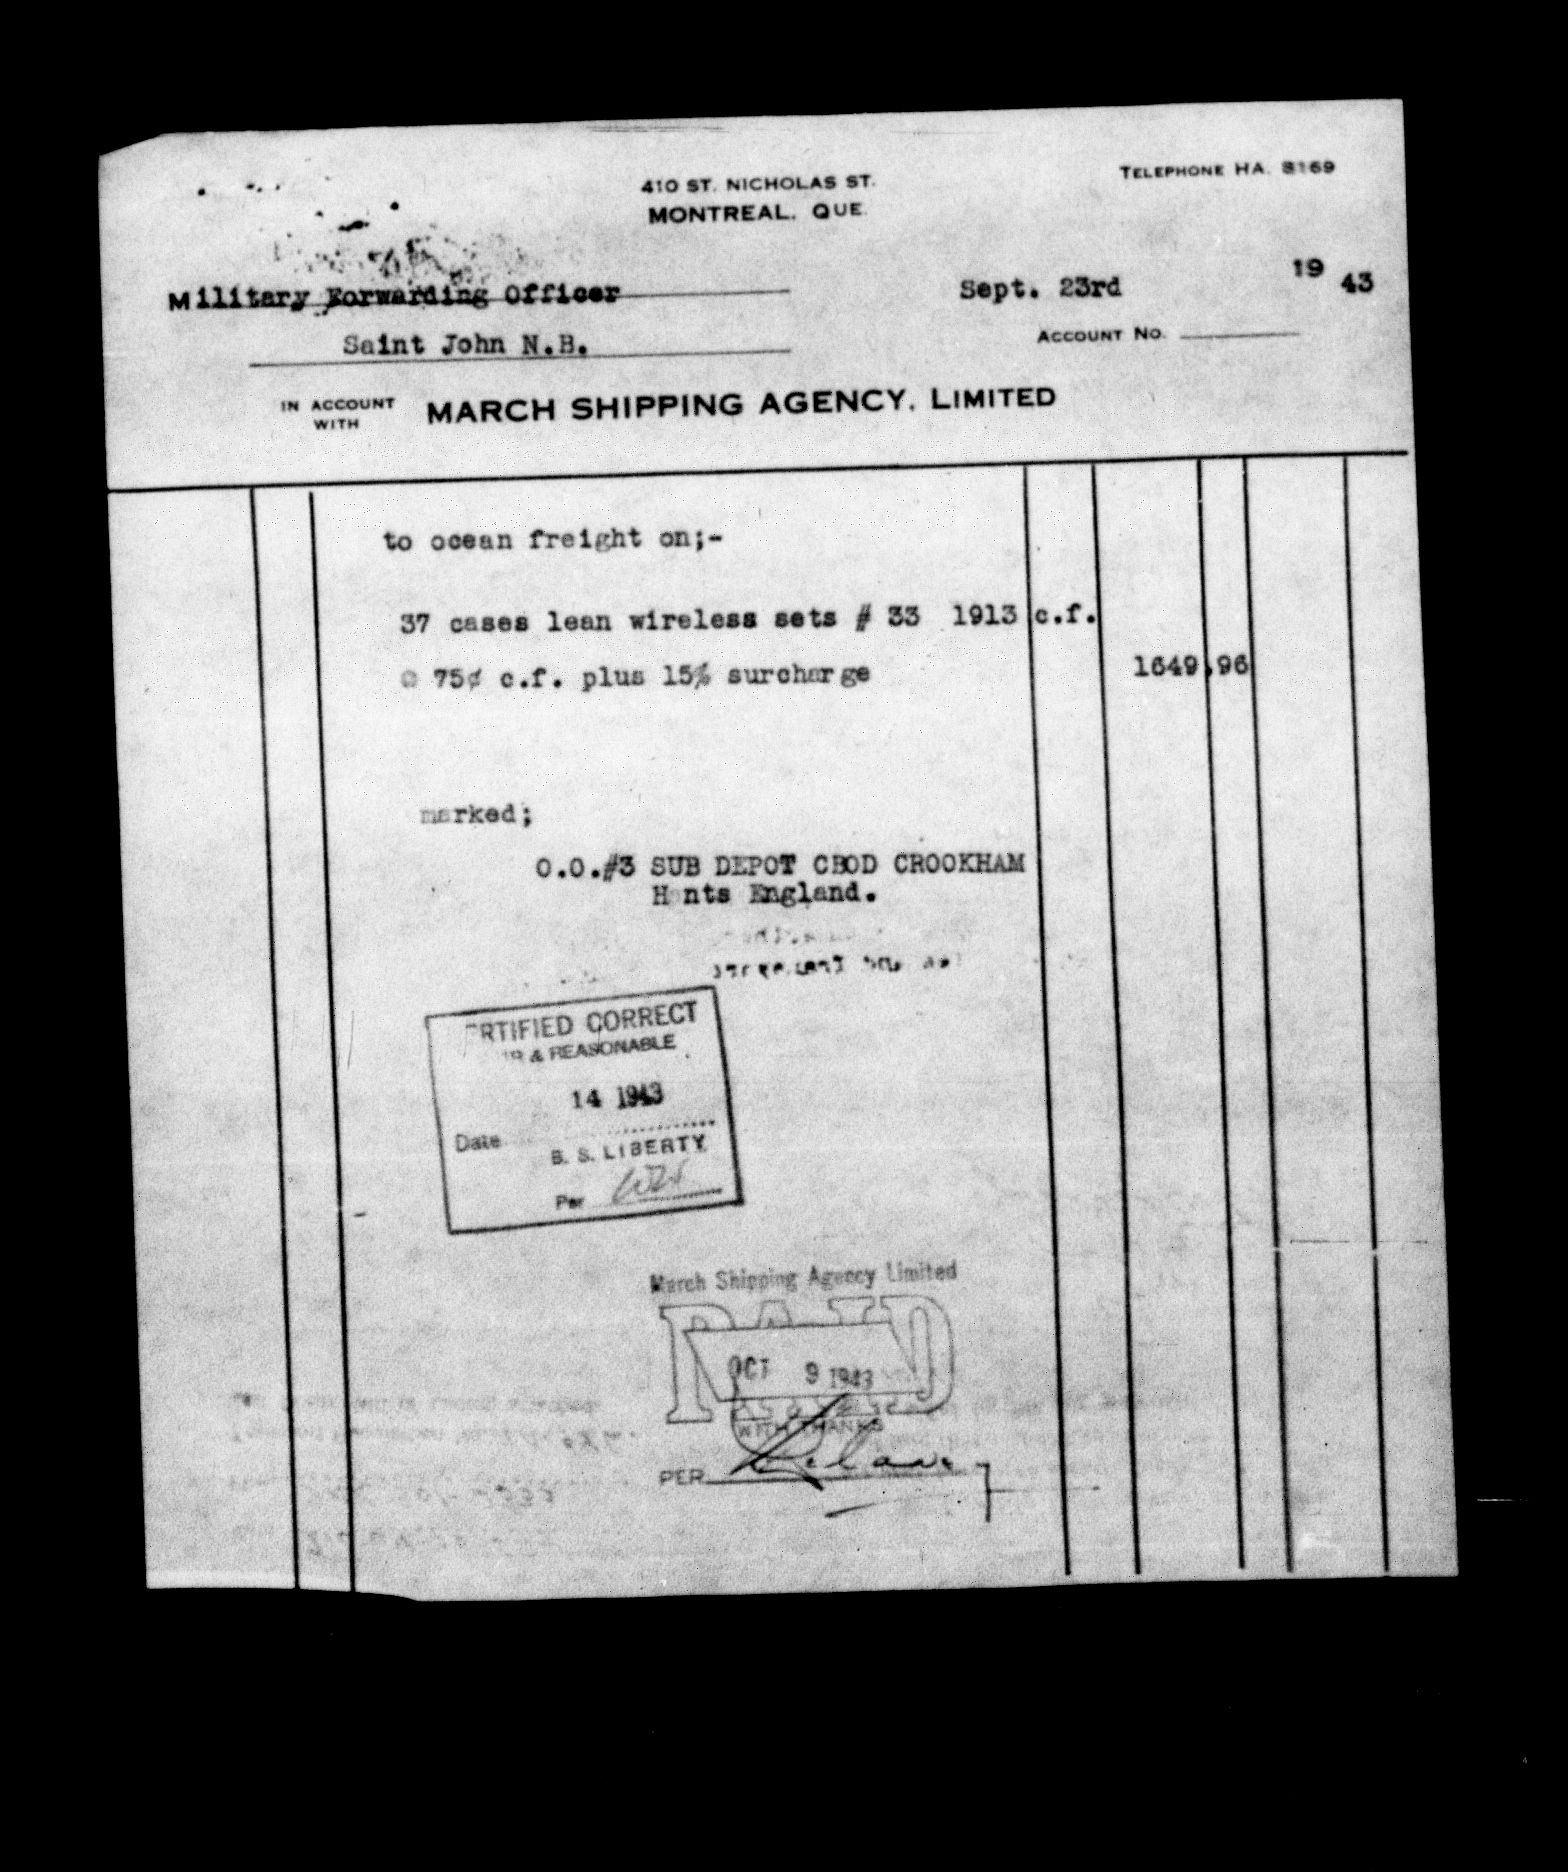 410 ST. NICHOLAS ST.
MONTREAL, QUE.
TELEPHONE HA. 8169
Military Forwarding Officer
Sept. 23rd 19 43
Saint John N.B.
ACCOUNT NO.
IN ACCOUNT WITH MARCH SHIPPING AGENCY, LIMITED
to ocean freight on;-
37 cases lean wireless sets # 33 1913 c.f.
@ 75¢ c.f. plus 15% surcharge 1649.96
marked;
O.O.#3 SUB DEPOT CBOD CROOKHAM
Hants England.
ERTIFIED CORRECT
& REASONABLE
14 1943
Date
B. S. LIBERTY
Per
March Shipping Agency Limited
PAID
OCT 9 1943
WITH THANKS
PER Delaney